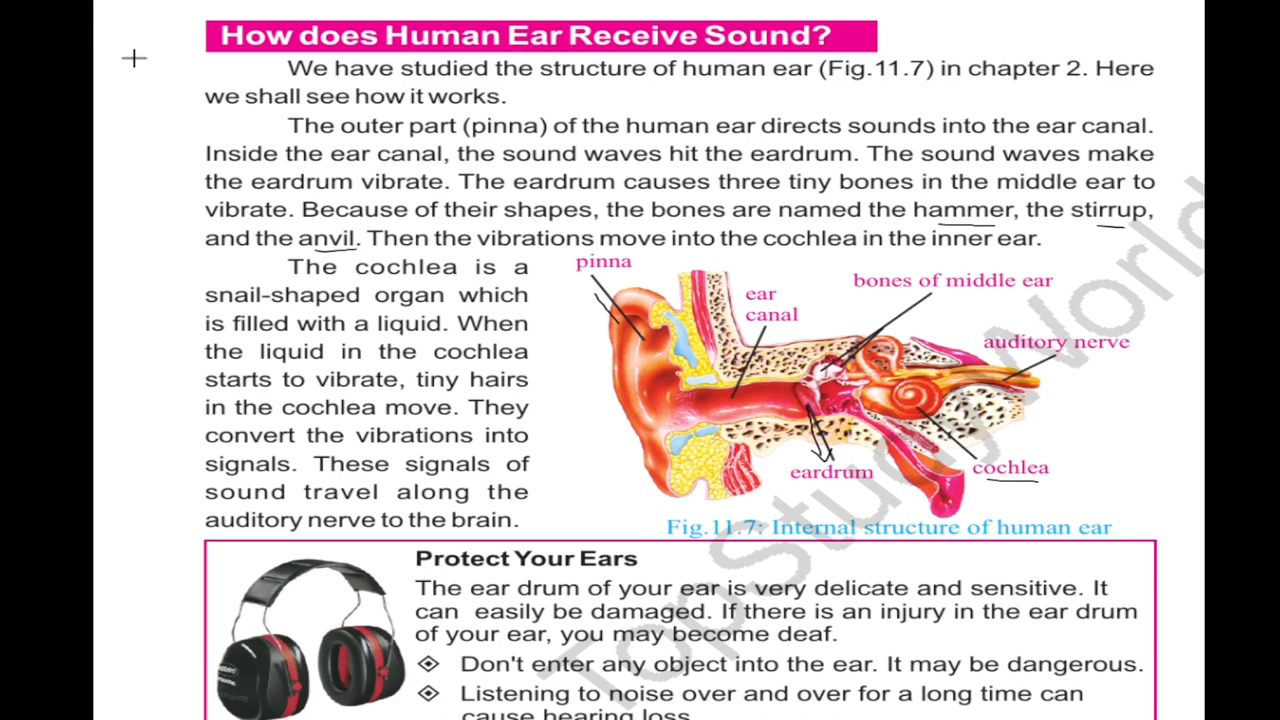 How does Human Ear Receive Sound?
We have studied the structure of human ear (Fig.11.7) in chapter 2. Here
we shall see how it works.
The outer part (pinna) of the human ear directs sounds into the ear canal.
Inside the ear canal, the sound waves hit the eardrum. The sound waves make
the eardrum vibrate. The eardrum causes three tiny bones in the middle ear to
vibrate. Because of their shapes, the bones are named the hammer, the stirrup,
and the anvil. Then the vibrations move into the cochlea in the inner ear.
The cochlea is a
snail-shaped organ which
is filled with a liquid. When
the liquid in the cochlea
starts to vibrate, tiny hairs
in the cochlea move. They
convert the vibrations into
signals. These signals of
sound travel along the
auditory nerve to the brain.
pinna
ear
canal
bones of middle ear
auditory nerve
eardrum
cochlea
Fig.11.7: Internal structure of human ear
Protect Your Ears
The ear drum of your ear is very delicate and sensitive. It
can easily be damaged. If there is an injury in the ear drum
of your ear, you may become deaf.
Don't enter any object into the ear. It may be dangerous.
Listening to noise over and over for a long time can
cause hearing loss.
TopStudyWorld